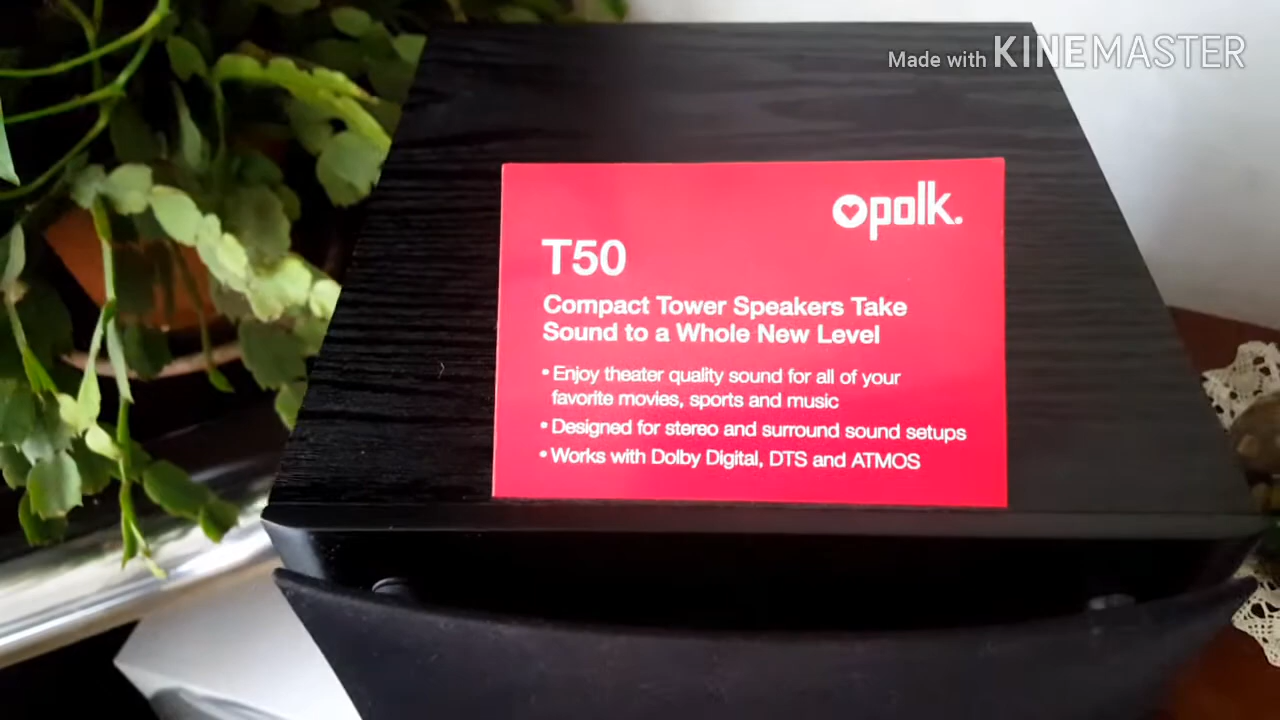 Made with KINEMASTER
polk.
T50
Compact Tower Speakers Take
Sound to a Whole New Level
• Enjoy theater quality sound for all of your
favorite movies, sports and music
• Designed for stereo and surround sound setups
• Works with Dolby Digital, DTS and ATMOS